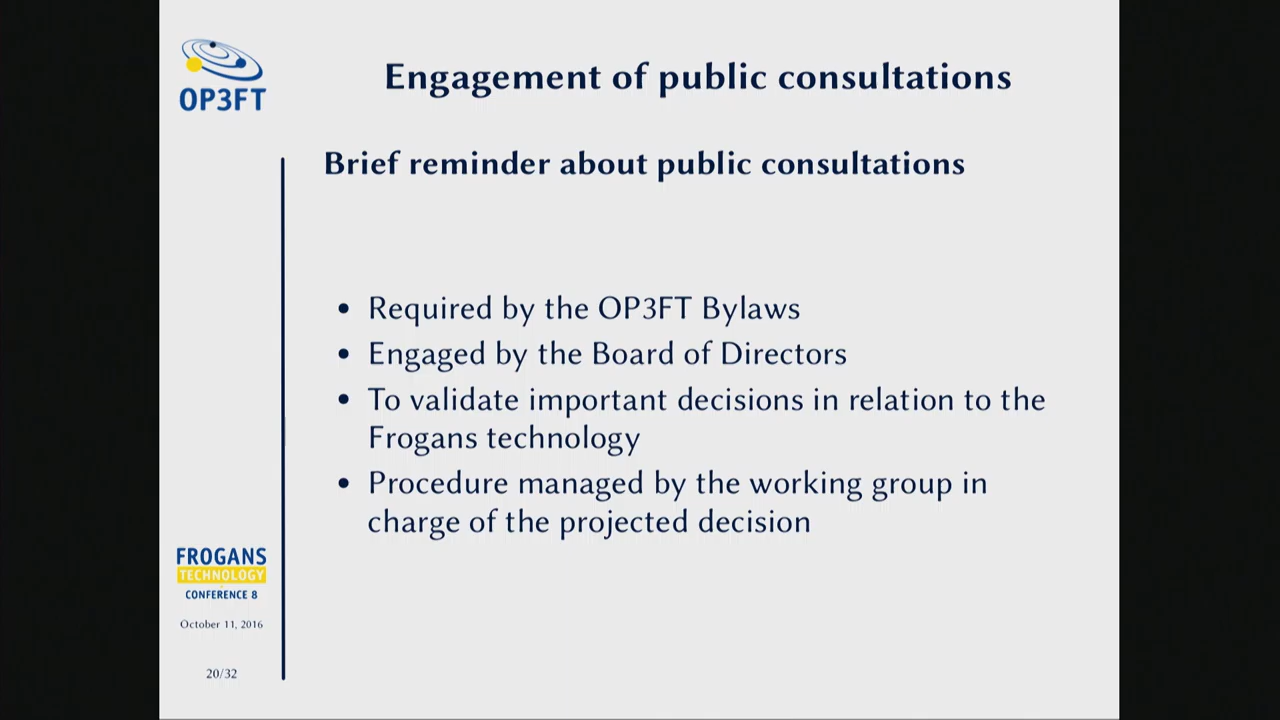 OP3FT
Engagement of public consultations
Brief reminder about public consultations
• Required by the OP3FT Bylaws
• Engaged by the Board of Directors
• To validate important decisions in relation to the
Frogans technology
• Procedure managed by the working group in
charge of the projected decision
FROGANS
TECHNOLOGY
CONFERENCE 8
October 11, 2016
20/32